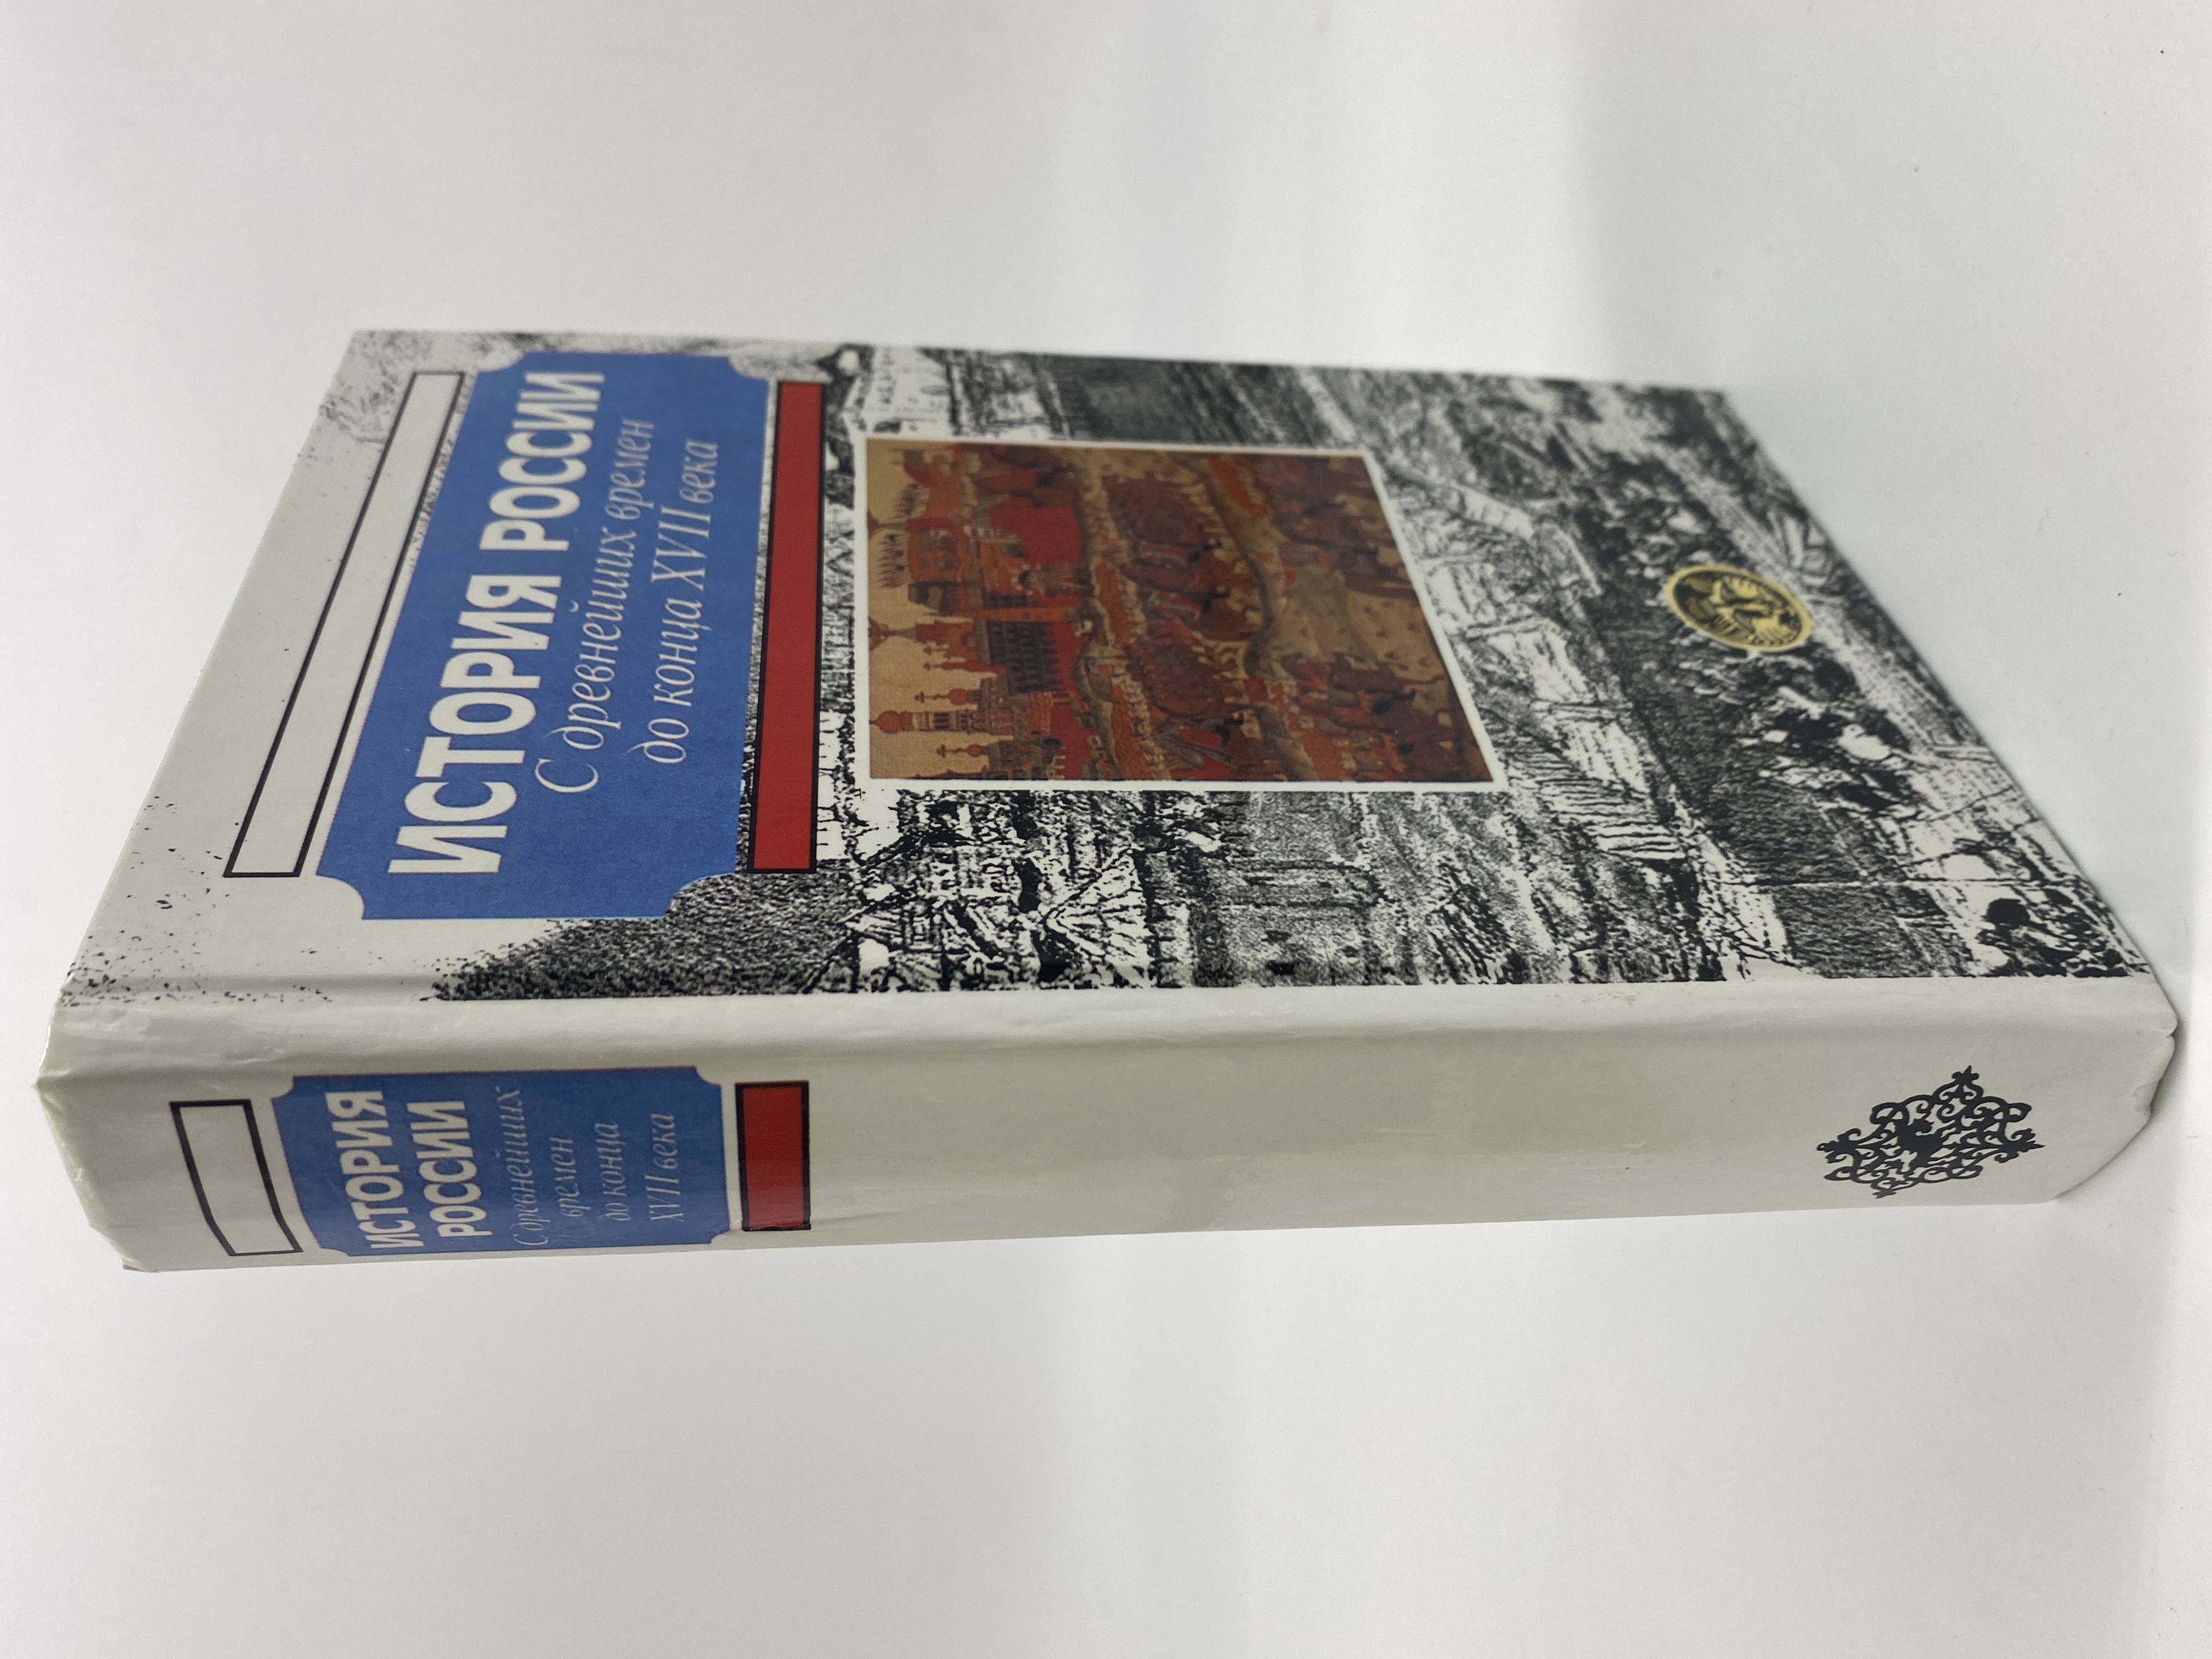 ИСТОРИЯ РОССИИ
С древнейших времен
до конца XVII века
ИСТОРИЯ
РОССИИ
С древнейших
времен
до конца
XVII века